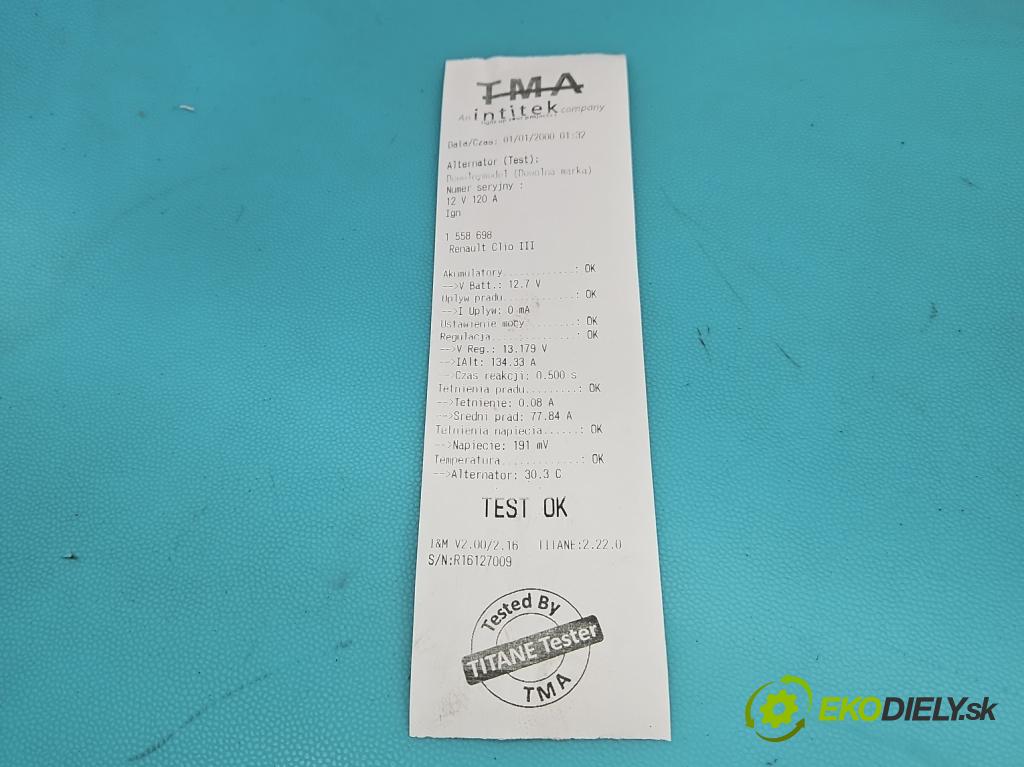 TMA
An intitek company
Data/Czas: 01/01/2000 01:32
Alternator (Test):
Dowolnymodel (Dowolna marka)
Numer seryjny :
12 V 120 A
Ign
1 558 698
Renault Clio III
Akumulatory.............: OK
-->V Batt.: 12.7 V
Uplyw pradu.............: OK
-->I Uplyw: 0 mA
Ustawienie mocy.........: OK
Regulacja...............: OK
-->V Reg.: 13.179 V
-->IAlt: 134.33 A
-->Czas reakcji: 0.500 s
Tetnienia pradu.........: OK
-->Tetnienie: 0.08 A
-->Sredni prad: 77.84 A
Tetnienia napiecia......: OK
-->Napiecie: 191 mV
Temperatura.............: OK
-->Alternator: 30.3 C
TEST OK
I&M V2.00/2.16 TITANE:2.22.0
S/N:R16127009
Tested By
TITANE Tester
TMA
EKODIELY.sk